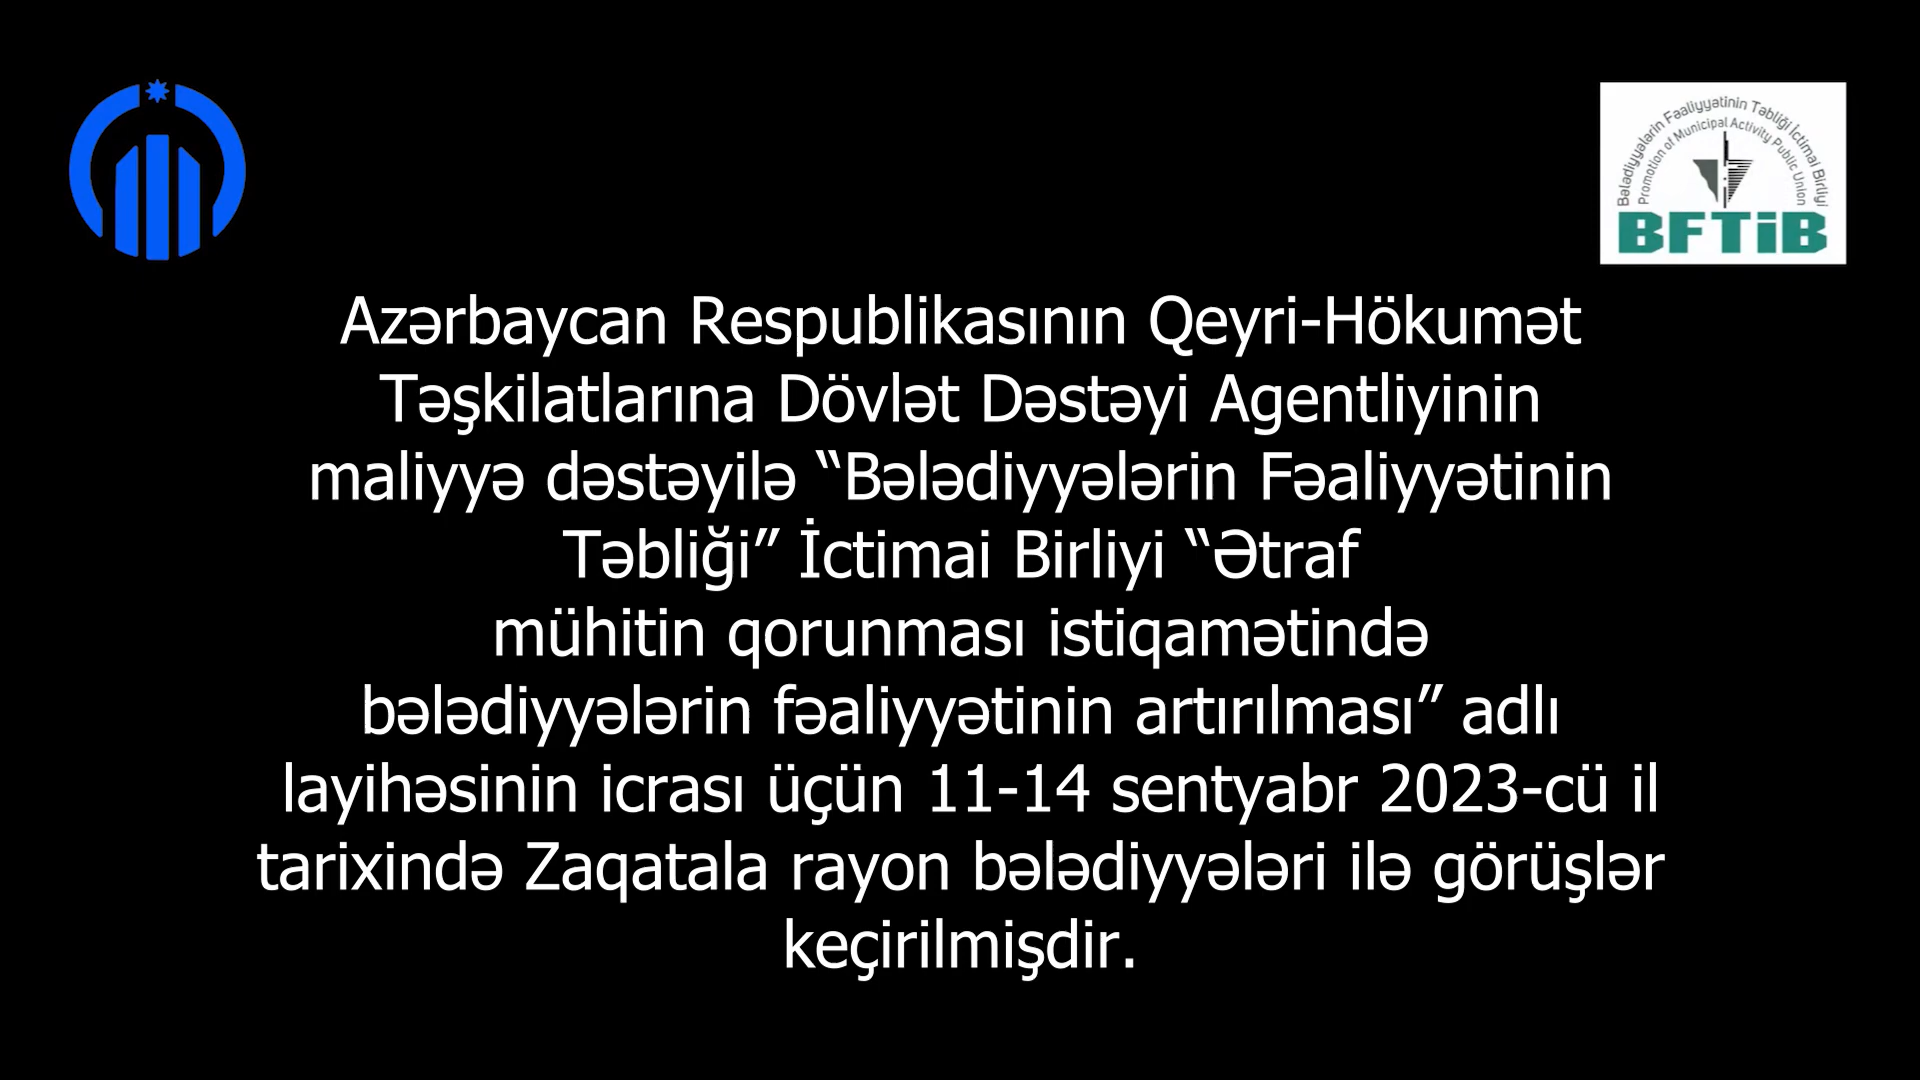 Bələdiyyələrin Fəaliyyətinin Təbliği İctimai Birliyi
Promotion of Municipal Activity Public Union
BFTiB
Azərbaycan Respublikasının Qeyri-Hökumət
Təşkilatlarına Dövlət Dəstəyi Agentliyinin
maliyyə dəstəyilə “Bələdiyyələrin Fəaliyyətinin
Təbliği” İctimai Birliyi “Ətraf
mühitin qorunması istiqamətində
bələdiyyələrin fəaliyyətinin artırılması” adlı
layihəsinin icrası üçün 11-14 sentyabr 2023-cü il
tarixində Zaqatala rayon bələdiyyələri ilə görüşlər
keçirilmişdir.